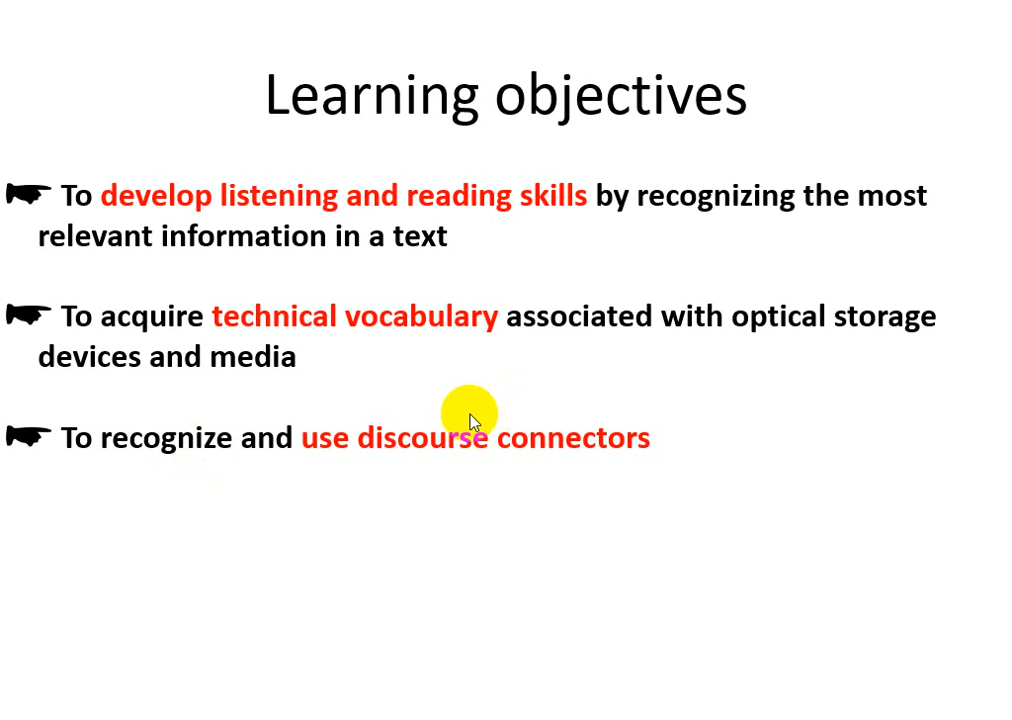 Learning objectives
To develop listening and reading skills by recognizing the most
relevant information in a text
To acquire technical vocabulary associated with optical storage
devices and media
To recognize and use discourse connectors